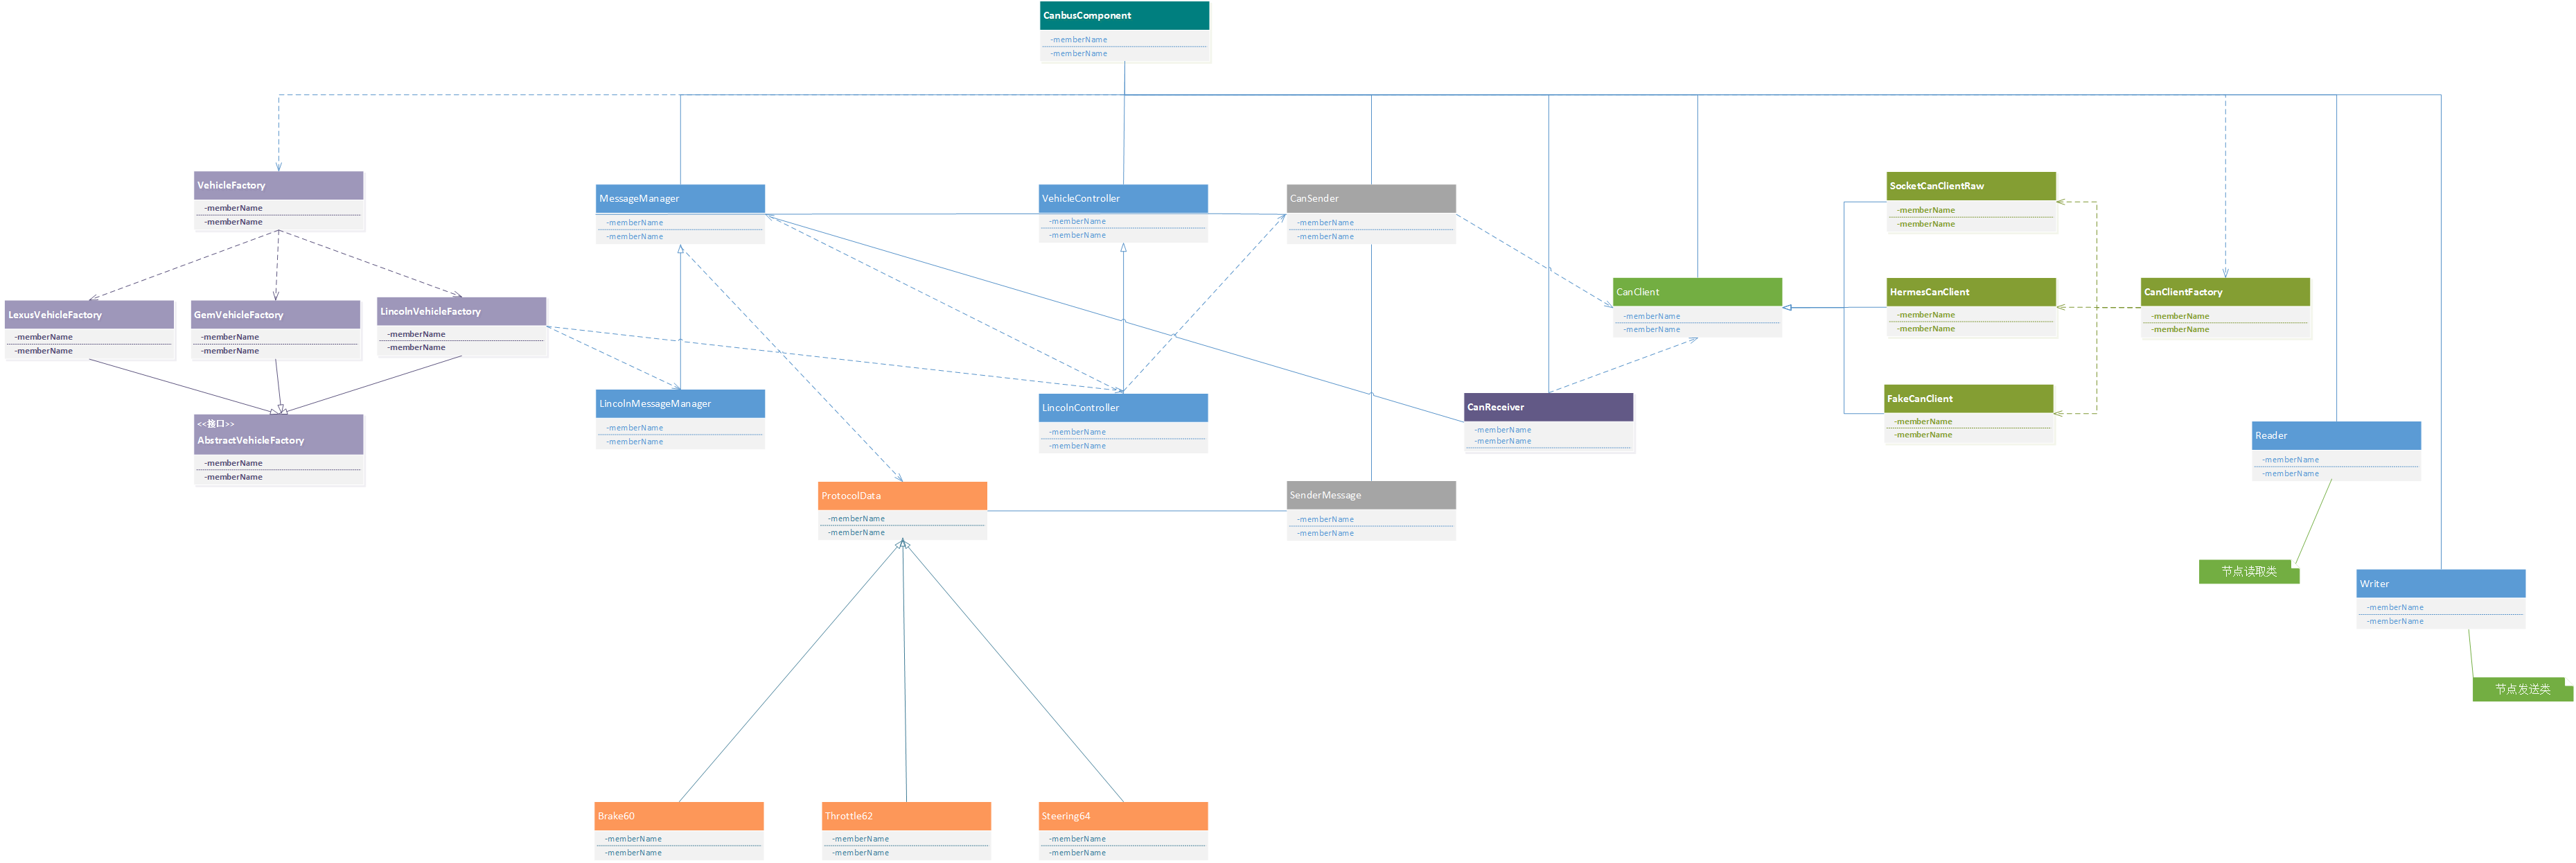 CanbusComponent
-memberName
-memberName
VehicleFactory
-memberName
-memberName
MessageManager
-memberName
-memberName
VehicleController
-memberName
-memberName
CanSender
-memberName
-memberName
SocketCanClientRaw
-memberName
-memberName
LexusVehicleFactory
-memberName
-memberName
GemVehicleFactory
-memberName
-memberName
LincolnVehicleFactory
-memberName
-memberName
CanClient
-memberName
-memberName
HermesCanClient
-memberName
-memberName
CanClientFactory
-memberName
-memberName
<<接口>>
AbstractVehicleFactory
-memberName
-memberName
LincolnMessageManager
-memberName
-memberName
LincolnController
-memberName
-memberName
CanReceiver
-memberName
-memberName
FakeCanClient
-memberName
-memberName
Reader
-memberName
-memberName
ProtocolData
-memberName
-memberName
SenderMessage
-memberName
-memberName
节点读取类
Writer
-memberName
-memberName
节点发送类
Brake60
-memberName
-memberName
Throttle62
-memberName
-memberName
Steering64
-memberName
-memberName